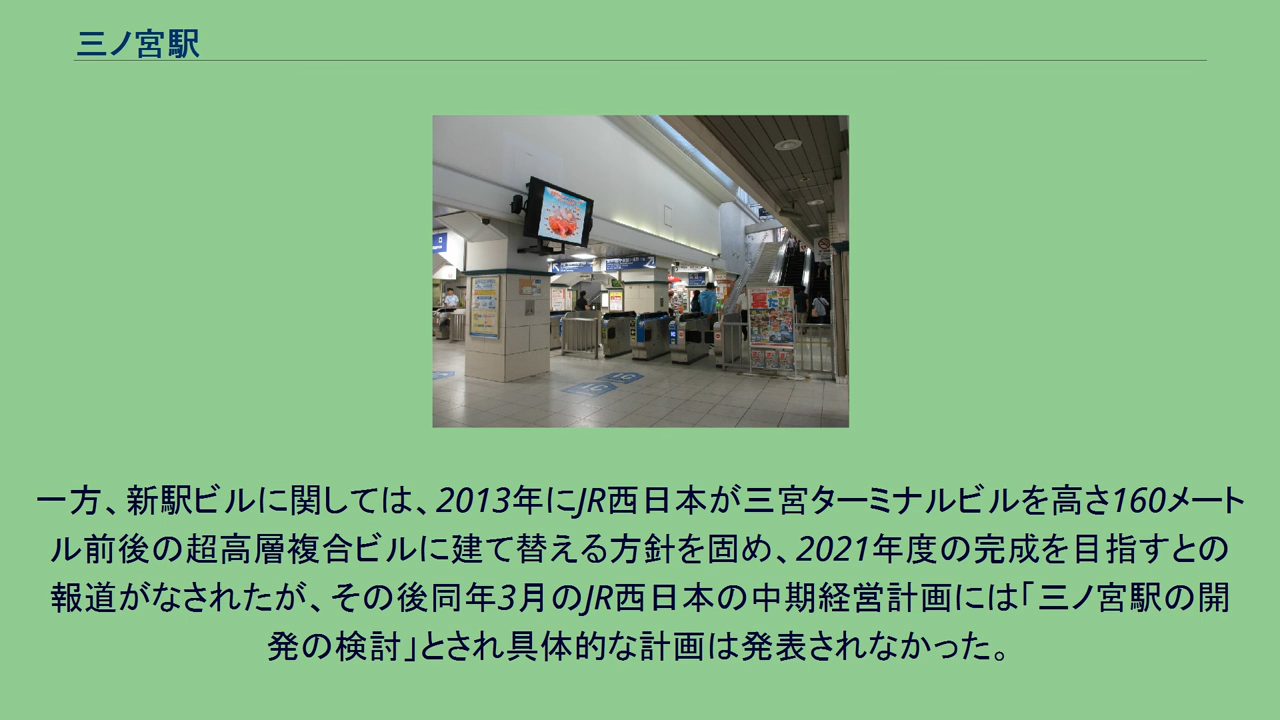 三ノ宮駅
一方、新駅ビルに関しては、2013年にJR西日本が三宮ターミナルビルを高さ160メート
ル前後の超高層複合ビルに建て替える方針を固め、2021年度の完成を目指すとの
報道がなされたが、その後同年3月のJR西日本の中期経営計画には「三ノ宮駅の開
発の検討」とされ具体的な計画は発表されなかった。